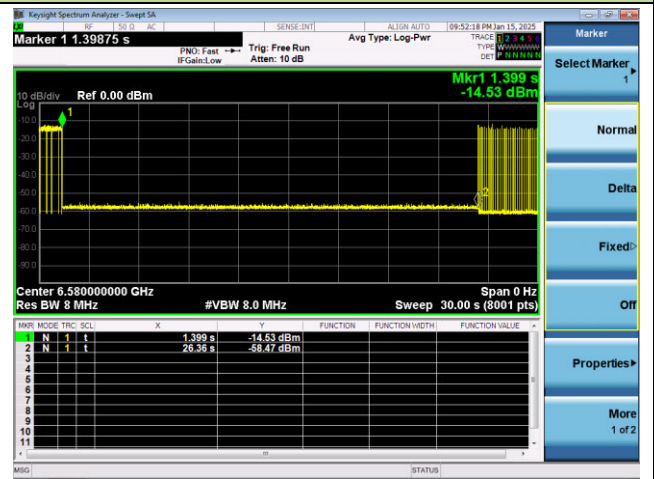 Keysight Spectrum Analyzer - Swept SA
RF 50 Ω AC SENSE:INT ALIGN AUTO 09:52:18 PM Jan 15, 2025
Marker 1 1.39875 s
PNO: Fast
IFGain:Low
Trig: Free Run
Atten: 10 dB
Avg Type: Log-Pwr
TRACE 1 2 3 4 5 6
TYPE WWWWWW
DET P N N N N N
Mkr1 1.399 s
-14.53 dBm
10 dB/div Ref 0.00 dBm
Log
1
-10.0
-20.0
-30.0
-40.0
-50.0
2
-60.0
-70.0
-80.0
-90.0
Center 6.580000000 GHz Span 0 Hz
Res BW 8 MHz #VBW 8.0 MHz Sweep 30.00 s (8001 pts)
MKR MODE TRC SCL X Y FUNCTION FUNCTION WIDTH FUNCTION VALUE
1 N 1 t 1.399 s -14.53 dBm
2 N 1 t 26.36 s -58.47 dBm
3
4
5
6
7
8
9
10
11
MSG STATUS
Marker
Select Marker
1
Normal
Delta
Fixed
Off
Properties
More
1 of 2